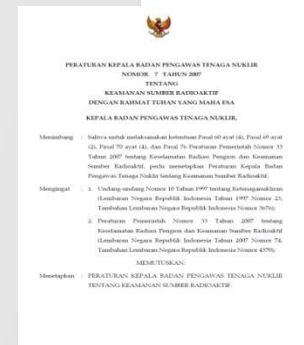 PERATURAN KEPALA BADAN PENGAWAS TENAGA NUKLIR
NOMOR 7 TAHUN 2007
TENTANG
KEAMANAN SUMBER RADIOAKTIF
DENGAN RAHMAT TUHAN YANG MAHA ESA
KEPALA BADAN PENGAWAS TENAGA NUKLIR,
Menimbang : bahwa untuk melaksanakan ketentuan Pasal 60 ayat (4), Pasal 69 ayat
(2), Pasal 70 ayat (4), dan Pasal 7 Peraturan Pemerintah Nomor 33
Tahun 2007 tentang Keselamatan Radiasi Pengion dan Keamanan
Sumber Radioaktif, perlu menetapkan Peraturan Kepala Badan
Pengawas Tenaga Nuklir tentang Keamanan Sumber Radioaktif;
Mengingat : 1. Undang-undang Nomor 10 Tahun 1997 tentang Ketenaganukliran
(Lembaran Negara Republik Indonesia Tahun 1997 Nomor 23,
Tambahan Lembaran Negara Republik Indonesia Nomor 3676);
2. Peraturan Pemerintah Nomor 33 Tahun 2007 tentang
Keselamatan Radiasi Pengion dan Keamanan Sumber Radioaktif
(Lembaran Negara Republik Indonesia Tahun 2007 Nomor 74,
Tambahan Lembaran Negara Republik Indonesia Nomor 4370);
MEMUTUSKAN:
Menetapkan : PERATURAN KEPALA BADAN PENGAWAS TENAGA NUKLIR
TENTANG KEAMANAN SUMBER RADIOAKTIF.